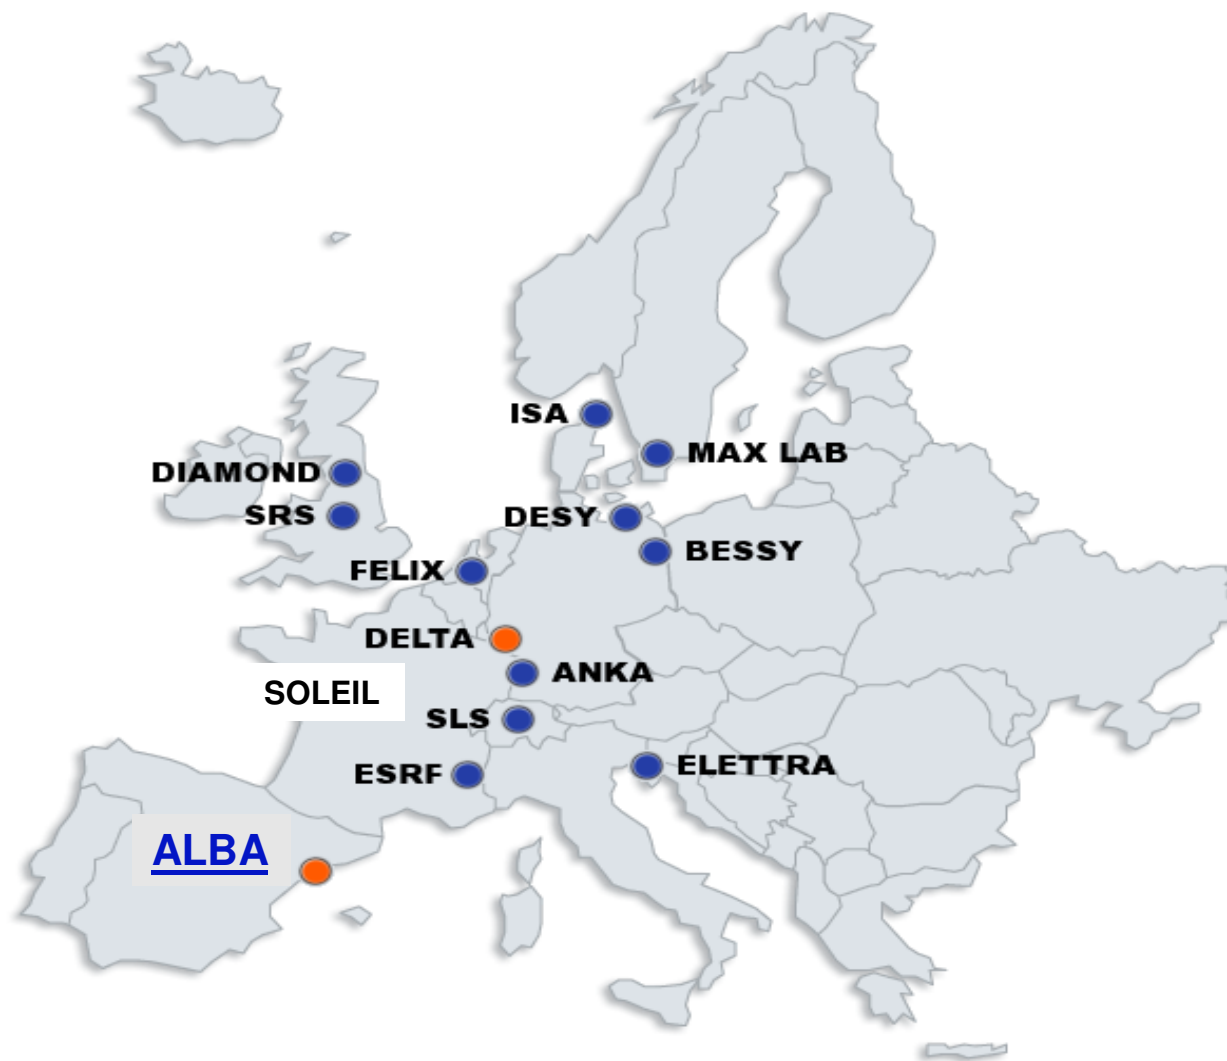 ISA
MAX LAB
DIAMOND
SRS
DESY
BESSY
FELIX
DELTA
ANKA
SOLEIL
SLS
ELETTRA
ESRF
ALBA